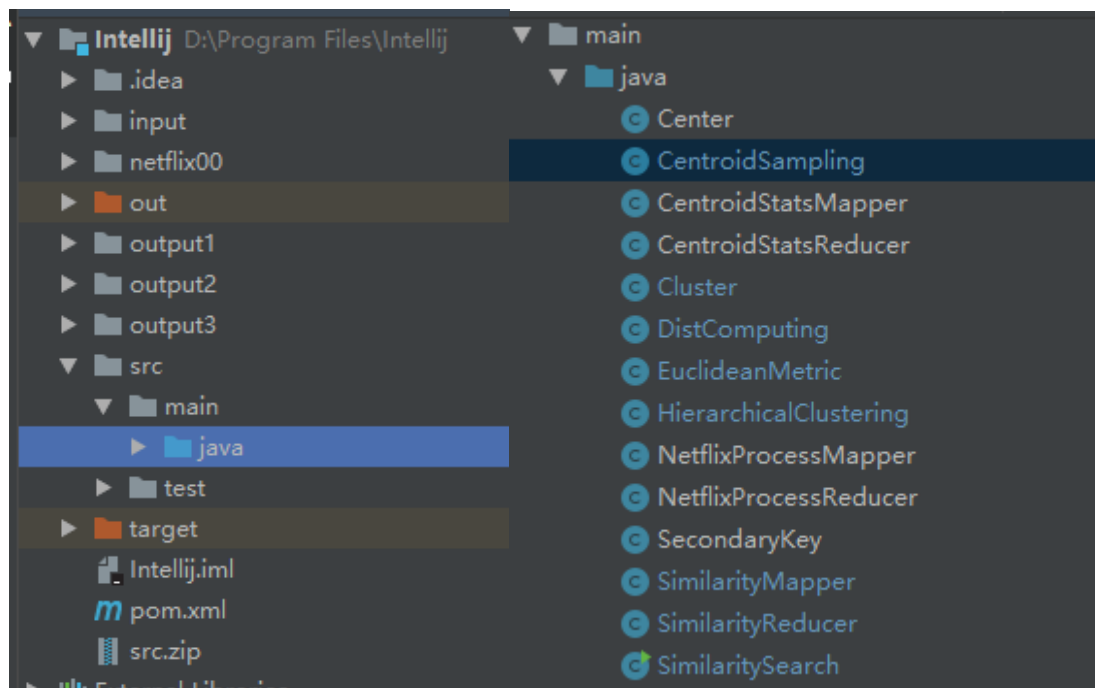 Intellij D:\Program Files\Intellij
.idea
input
netflix00
out
output1
output2
output3
src
main
java
test
target
Intellij.iml
pom.xml
src.zip
main
java
Center
CentroidSampling
CentroidStatsMapper
CentroidStatsReducer
Cluster
DistComputing
EuclideanMetric
HierarchicalClustering
NetflixProcessMapper
NetflixProcessReducer
SecondaryKey
SimilarityMapper
SimilarityReducer
SimilaritySearch